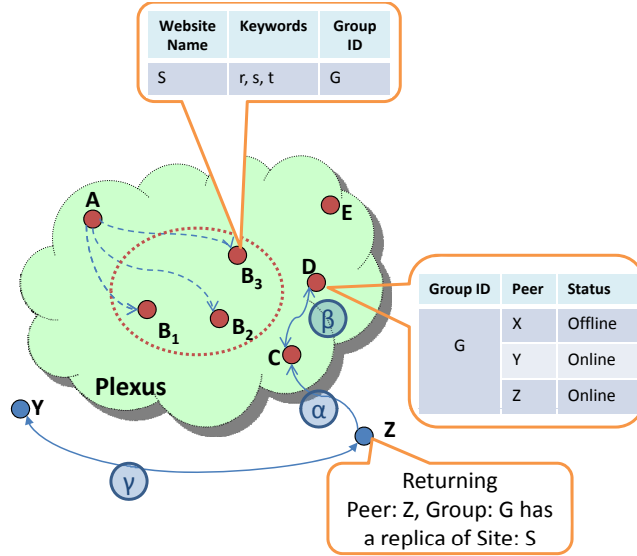 Website Name Keywords Group ID
S r, s, t G
A
E
B3
D
Group ID Peer Status
G X Offline
Y Online
Z Online
B1
B2
β
C
Plexus
Y
α
Z
γ
Returning
Peer: Z, Group: G has
a replica of Site: S